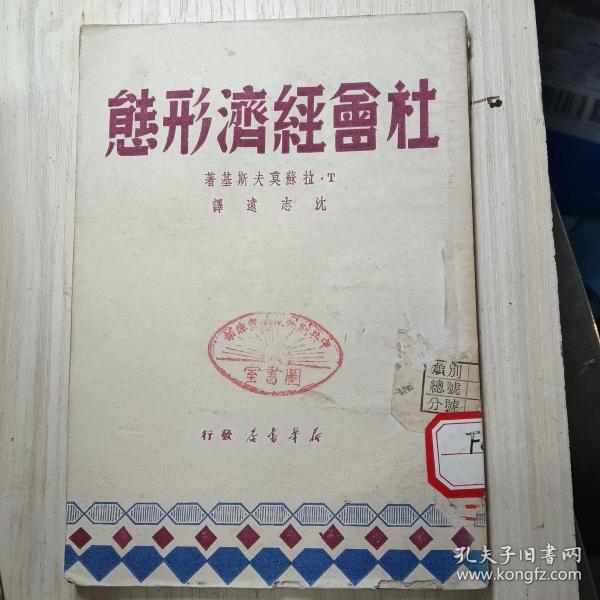 社會經濟形態
T·拉蘇莫夫斯基著
沈志遠譯
圖書室
類別
總號
分號
新華書店發行
F
孔夫子旧书网
www.kongfz.com